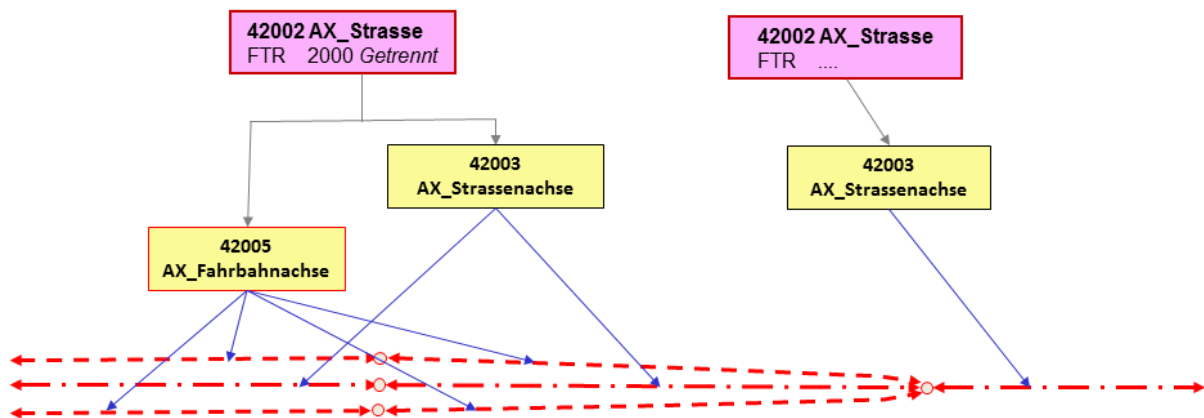 42002 AX_Strasse
FTR 2000 Getrennt
42002 AX_Strasse
FTR ....
42003
AX_Strassenachse
42003
AX_Strassenachse
42005
AX_Fahrbahnachse